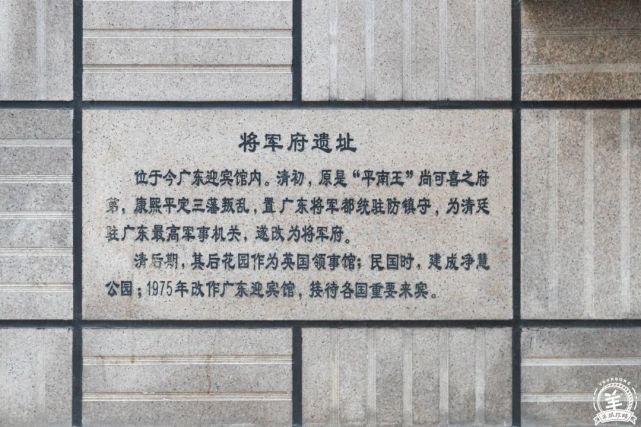 将军府遗址
位于今广东迎宾馆内。清初，原是“平南王”尚可喜之府
第，康熙平定三藩叛乱，置广东将军都统驻防镇守，为清廷
驻广东最高军事机关，遂改为将军府。
清后期，其后花园作为英国领事馆；民国时，建成净慧
公园；1975年改作广东迎宾馆，接待各国重要来宾。
羊